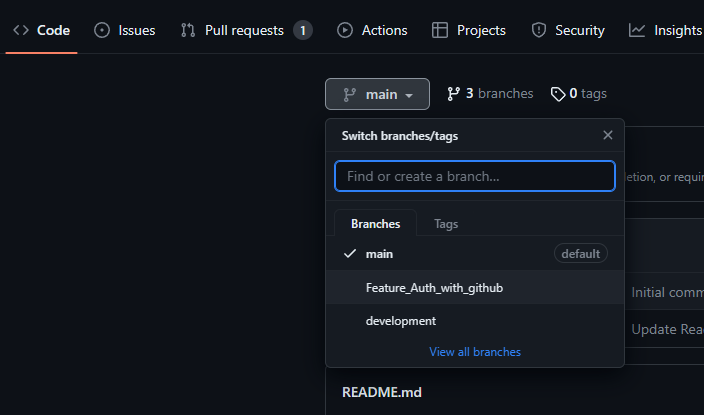 Code Issues Pull requests 1 Actions Projects Security Insights
main 3 branches 0 tags
Switch branches/tags
Find or create a branch...
letion, or requir
Branches Tags
main default
Feature_Auth_with_github
Initial comm
development
Update Rea
View all branches
README.md